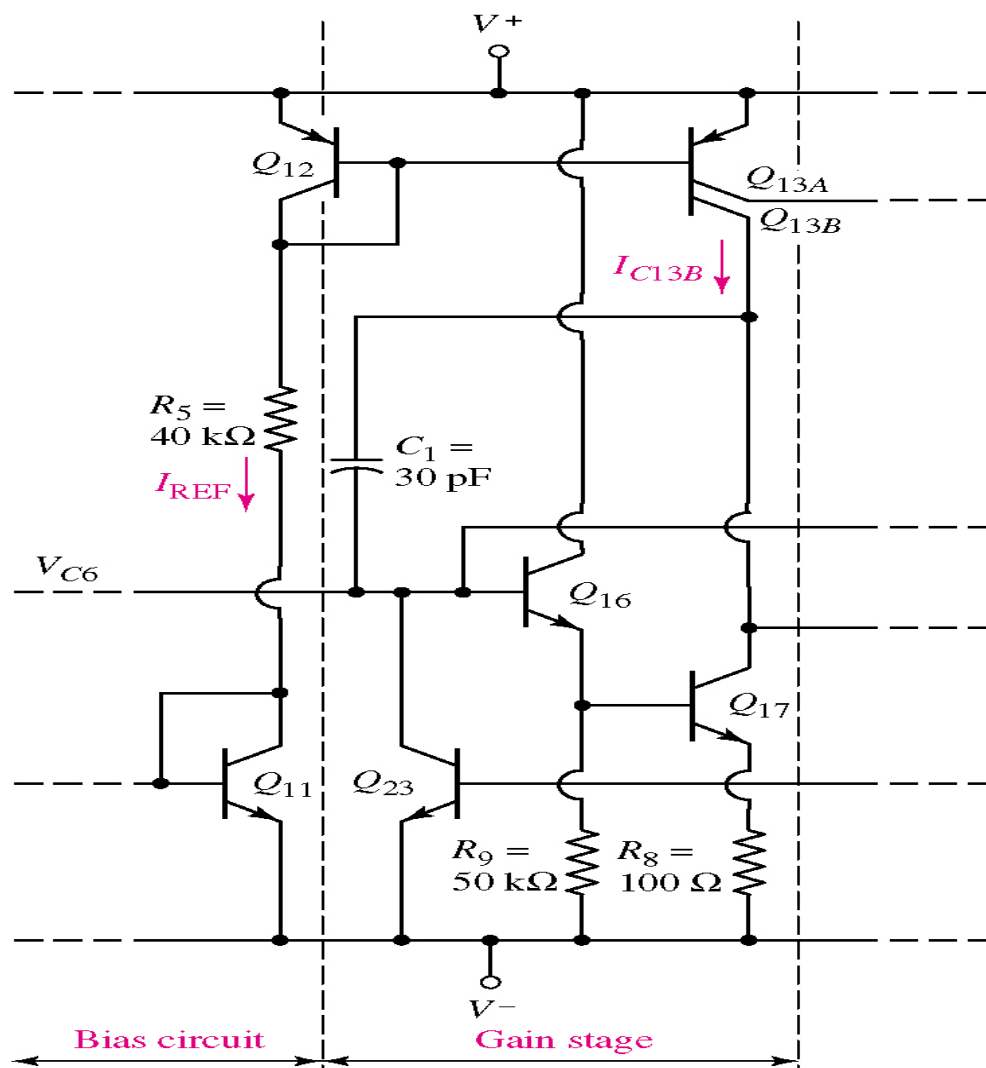 V+
Q12
Q13A
Q13B
IC13B
R5 =
40 kΩ
C1 =
30 pF
IREF
VC6
Q16
Q17
Q11
Q23
R9 =
50 kΩ
R8 =
100 Ω
V−
Bias circuit
Gain stage